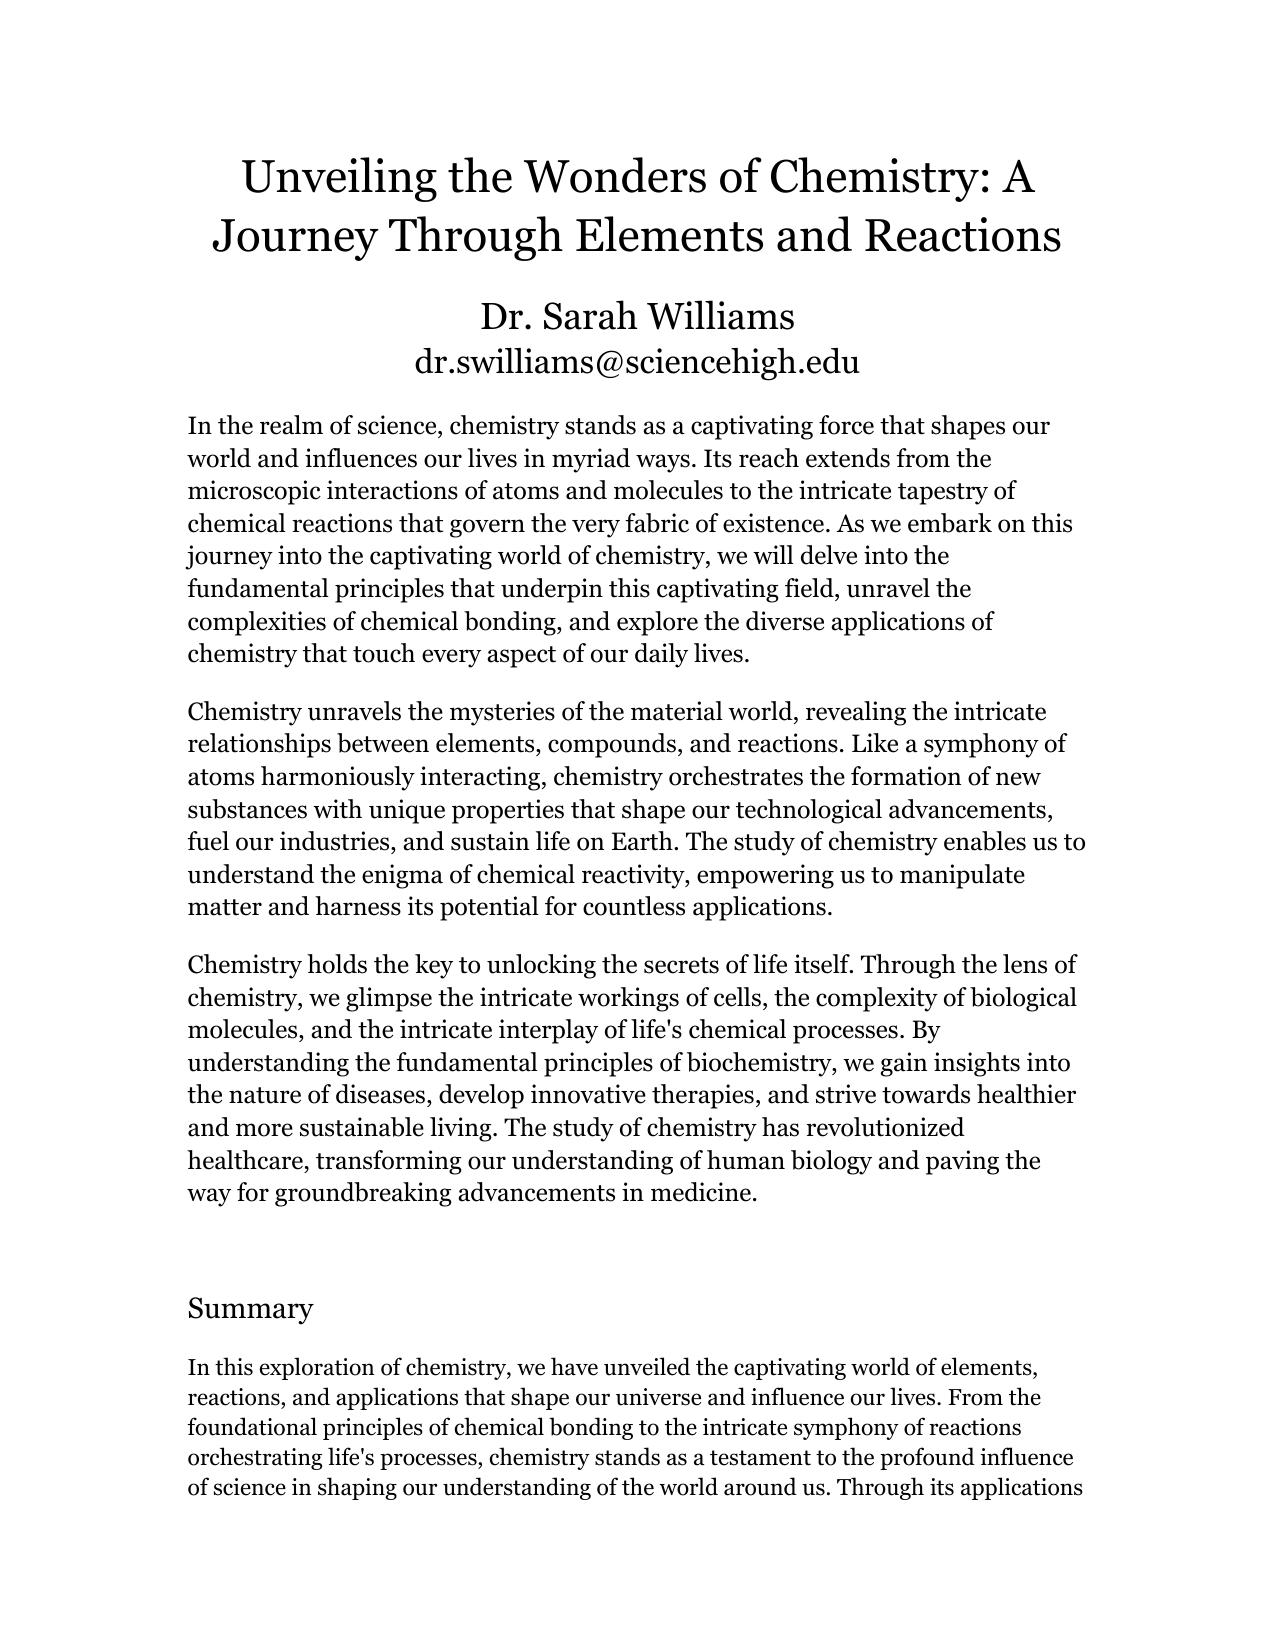 Unveiling the Wonders of Chemistry: A
Journey Through Elements and Reactions
Dr. Sarah Williams
dr.swilliams@sciencehigh.edu
In the realm of science, chemistry stands as a captivating force that shapes our
world and influences our lives in myriad ways. Its reach extends from the
microscopic interactions of atoms and molecules to the intricate tapestry of
chemical reactions that govern the very fabric of existence. As we embark on this
journey into the captivating world of chemistry, we will delve into the
fundamental principles that underpin this captivating field, unravel the
complexities of chemical bonding, and explore the diverse applications of
chemistry that touch every aspect of our daily lives.
Chemistry unravels the mysteries of the material world, revealing the intricate
relationships between elements, compounds, and reactions. Like a symphony of
atoms harmoniously interacting, chemistry orchestrates the formation of new
substances with unique properties that shape our technological advancements,
fuel our industries, and sustain life on Earth. The study of chemistry enables us to
understand the enigma of chemical reactivity, empowering us to manipulate
matter and harness its potential for countless applications.
Chemistry holds the key to unlocking the secrets of life itself. Through the lens of
chemistry, we glimpse the intricate workings of cells, the complexity of biological
molecules, and the intricate interplay of life's chemical processes. By
understanding the fundamental principles of biochemistry, we gain insights into
the nature of diseases, develop innovative therapies, and strive towards healthier
and more sustainable living. The study of chemistry has revolutionized
healthcare, transforming our understanding of human biology and paving the
way for groundbreaking advancements in medicine.
Summary
In this exploration of chemistry, we have unveiled the captivating world of elements,
reactions, and applications that shape our universe and influence our lives. From the
foundational principles of chemical bonding to the intricate symphony of reactions
orchestrating life's processes, chemistry stands as a testament to the profound influence
of science in shaping our understanding of the world around us. Through its applications